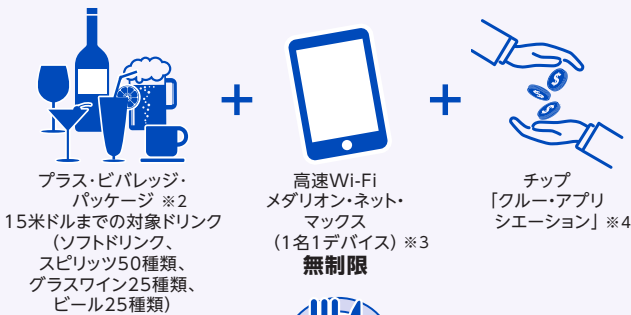 プラス・ビバレッジ・
パッケージ ※2
15米ドルまでの対象ドリンク
(ソフトドリンク、
スピリッツ50種類、
グラスワイン25種類、
ビール25種類)
高速Wi-Fi
メダリオン・ネット・
マックス
(1名1デバイス) ※3
無制限
チップ
「クルー・アプリ
シエーション」 ※4